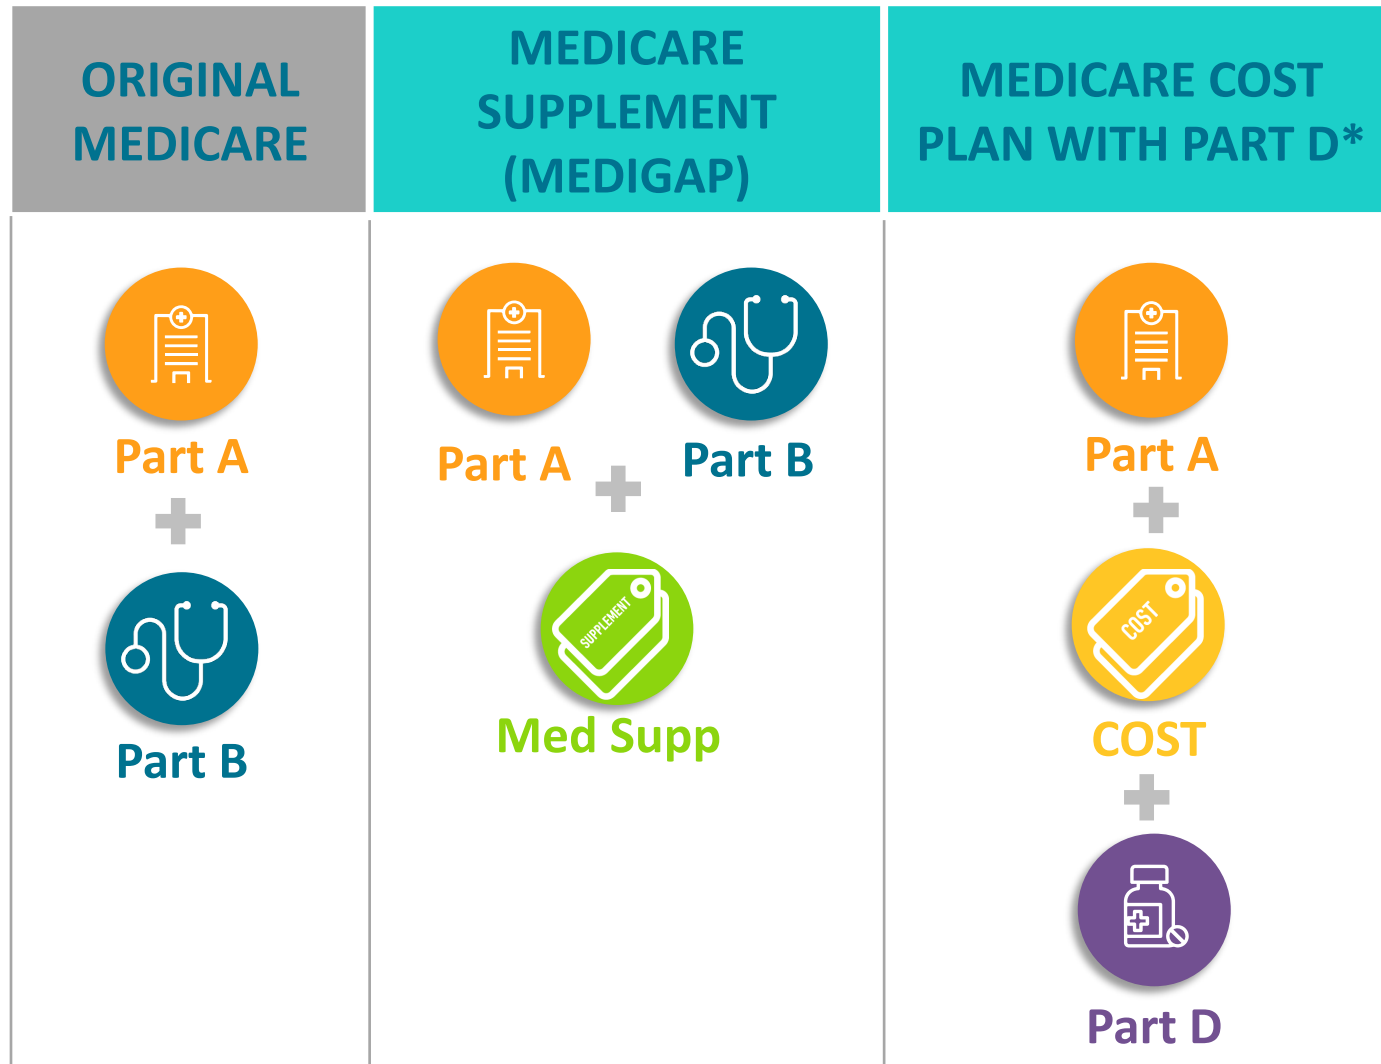 ORIGINAL
MEDICARE
MEDICARE
SUPPLEMENT
(MEDIGAP)
MEDICARE COST
PLAN WITH PART D*
Part A
Part B
Part A
Part B
SUPPLEMENT
Med Supp
Part A
COST
COST
Part D